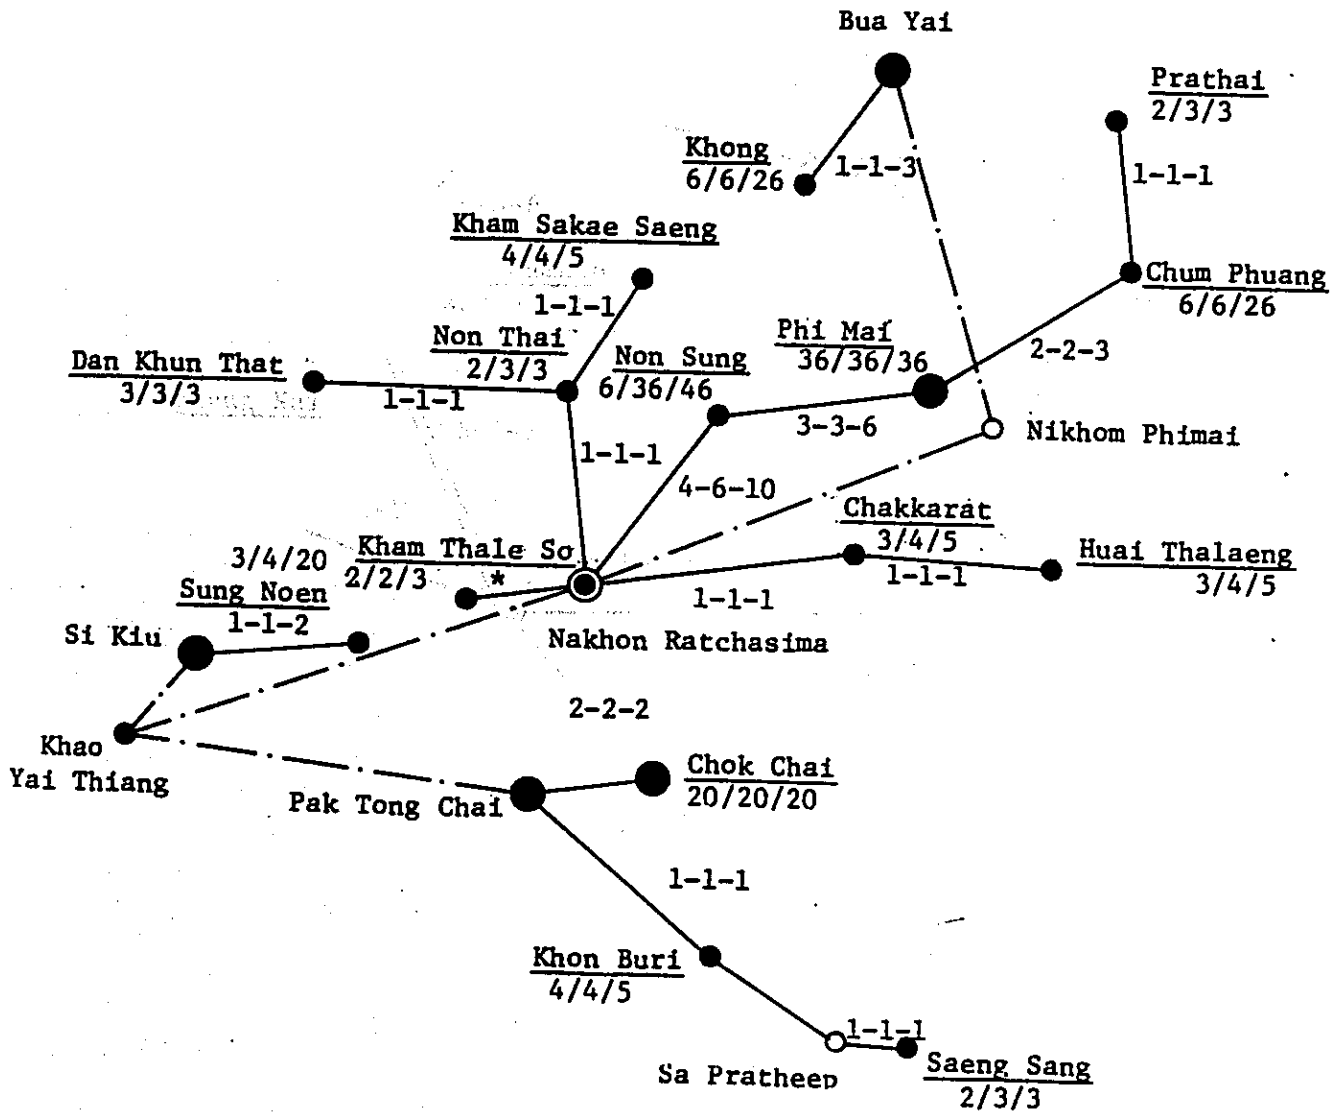 Bua Yai
Prathai
2/3/3
Khong
6/6/26
1-1-3
1-1-1
Kham Sakae Saeng
4/4/5
1-1-1
Chum Phuang
6/6/26
Non Thai
2/3/3
Non Sung
6/36/46
Phi Mai
36/36/36
2-2-3
Dan Khun That
3/3/3
1-1-1
3-3-6
Nikhom Phimai
1-1-1
4-6-10
Chakkarat
3/4/5
1-1-1
Huai Thalaeng
3/4/5
3/4/20
Sung Noen
1-1-2
Kham Thale So
2/2/3
*
1-1-1
Si Kiu
Nakhon Ratchasima
2-2-2
Khao
Yai Thiang
Pak Tong Chai
Chok Chai
20/20/20
1-1-1
Khon Buri
4/4/5
1-1-1
Sa Pratheep
Saeng Sang
2/3/3